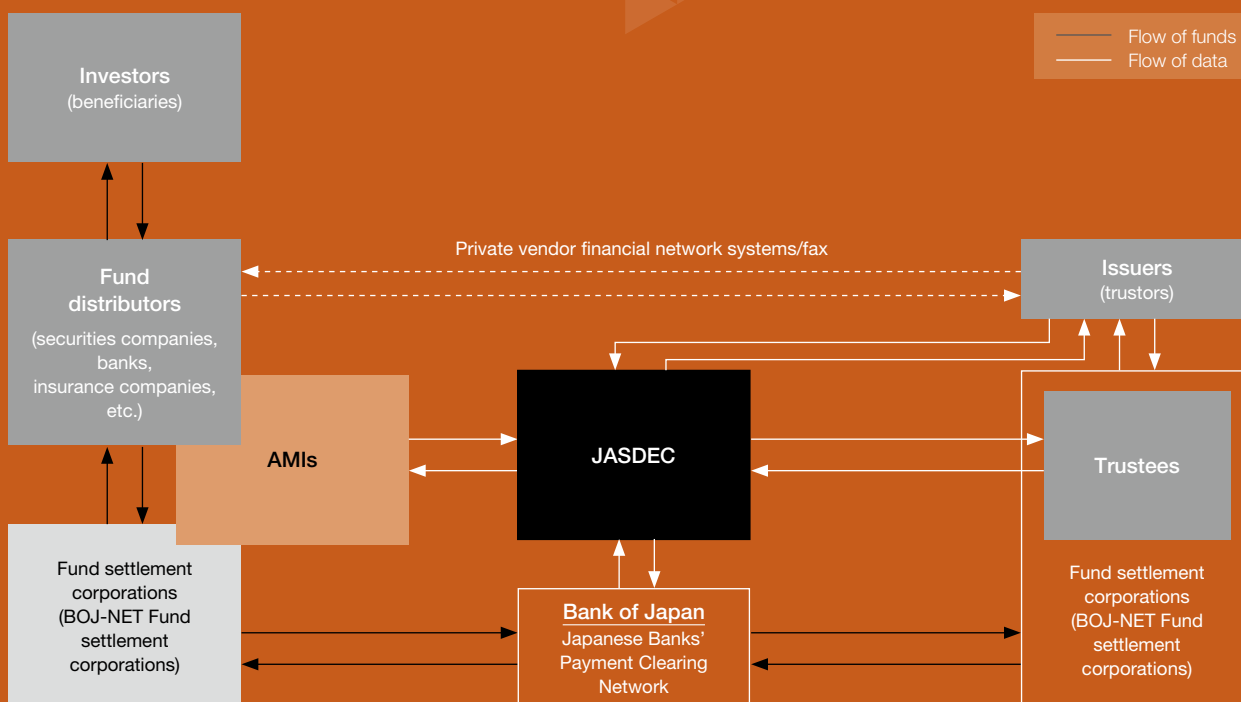 Flow of funds
Flow of data
Investors
(beneficiaries)
Private vendor financial network systems/fax
Fund
distributors
(securities companies,
banks,
insurance companies,
etc.)
Issuers
(trustors)
AMIs
JASDEC
Trustees
Fund settlement
corporations
(BOJ-NET Fund
settlement
corporations)
Bank of Japan
Japanese Banks’
Payment Clearing
Network
Fund settlement
corporations
(BOJ-NET Fund
settlement
corporations)